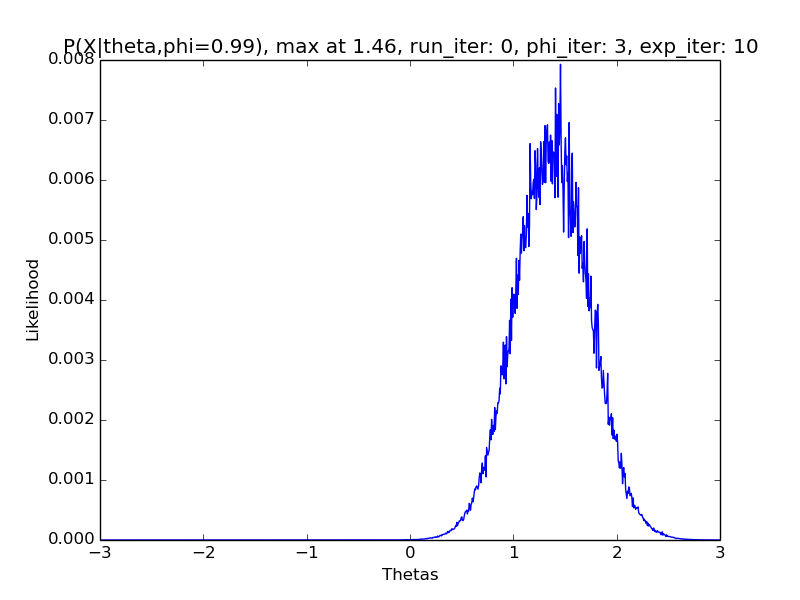 P(X|theta,phi=0.99), max at 1.46, run_iter: 0, phi_iter: 3, exp_iter: 10
0.008
0.007
0.006
0.005
0.004
0.003
0.002
0.001
0.000
Likelihood
−3 −2 −1 0 1 2 3
Thetas